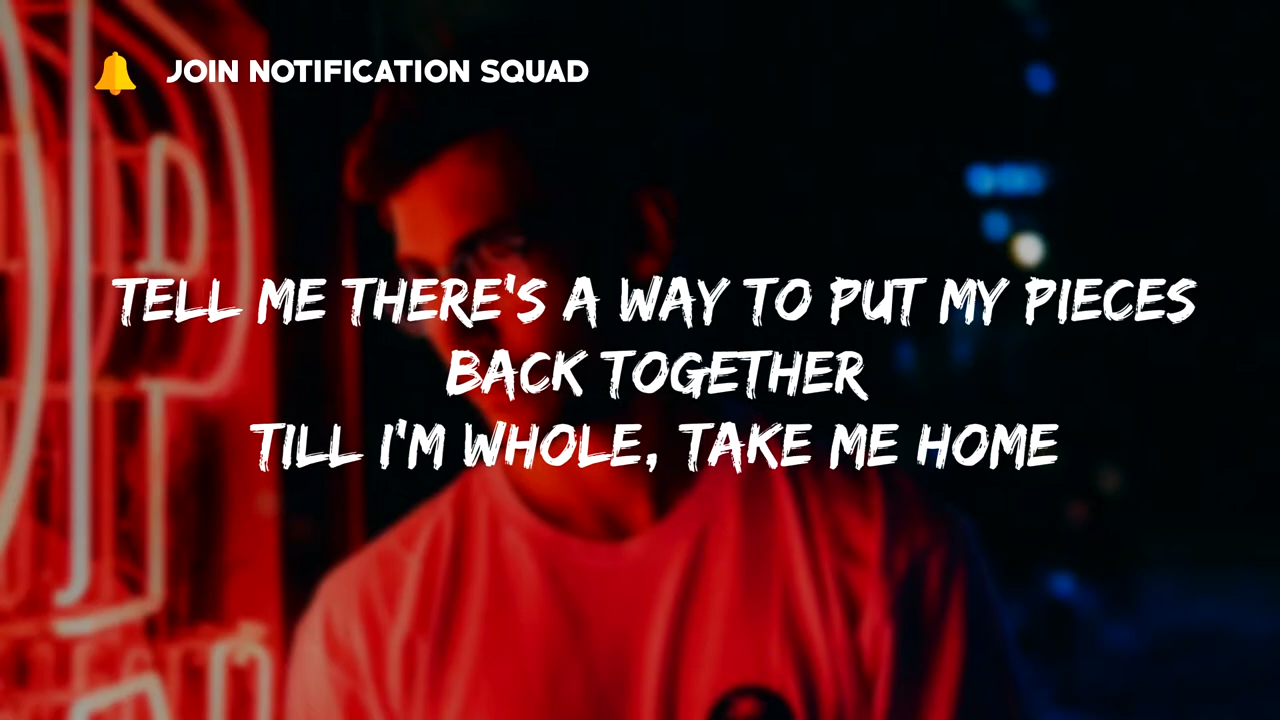 JOIN NOTIFICATION SQUAD
TELL ME THERE'S A WAY TO PUT MY PIECES
BACK TOGETHER
TILL I'M WHOLE, TAKE ME HOME